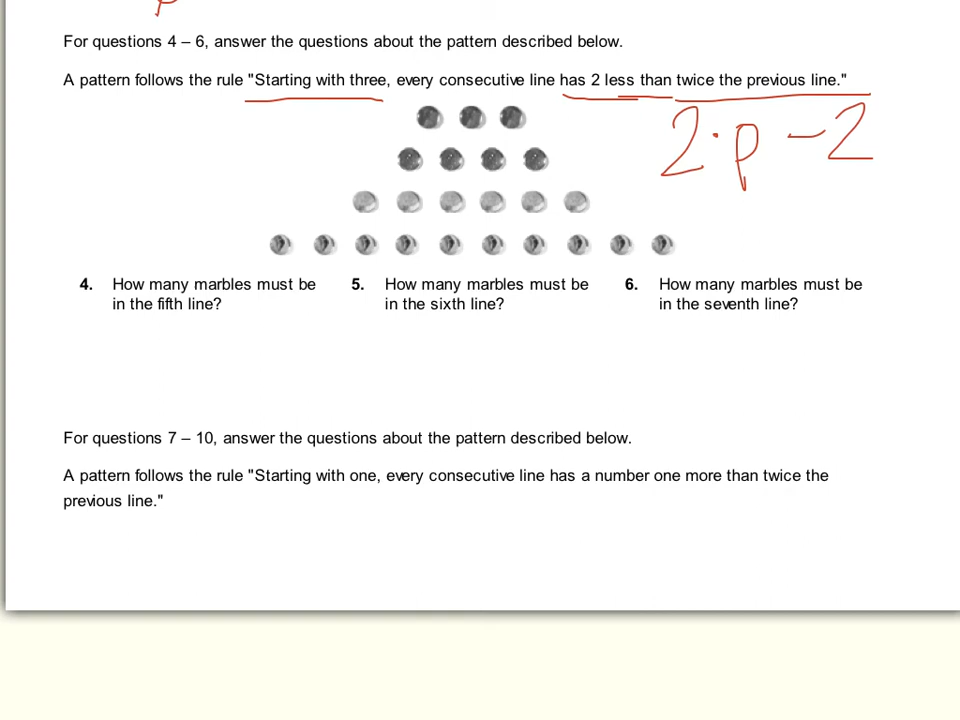 For questions 4 – 6, answer the questions about the pattern described below.
A pattern follows the rule "Starting with three, every consecutive line has 2 less than twice the previous line."
2·p-2
4. How many marbles must be in the fifth line?
5. How many marbles must be in the sixth line?
6. How many marbles must be in the seventh line?
For questions 7 – 10, answer the questions about the pattern described below.
A pattern follows the rule "Starting with one, every consecutive line has a number one more than twice the
previous line."